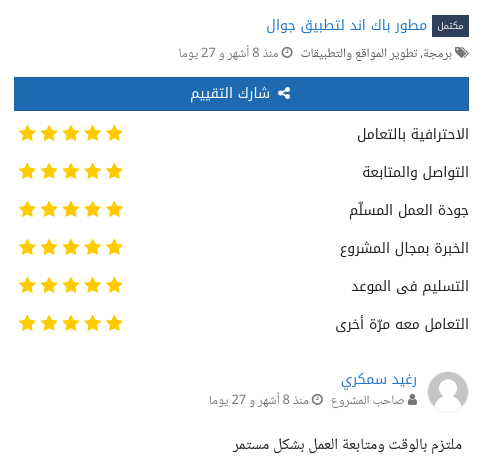 مكتمل مطور باك اند لتطبيق جوال
برمجة، تطوير المواقع والتطبيقات منذ 8 أشهر و 27 يوما
شارك التقييم
الاحترافية بالتعامل
التواصل والمتابعة
جودة العمل المسلّم
الخبرة بمجال المشروع
التسليم فى الموعد
التعامل معه مرّة أخرى
رغيد سمكري
صاحب المشروع منذ 8 أشهر و 27 يوما
ملتزم بالوقت ومتابعة العمل بشكل مستمر